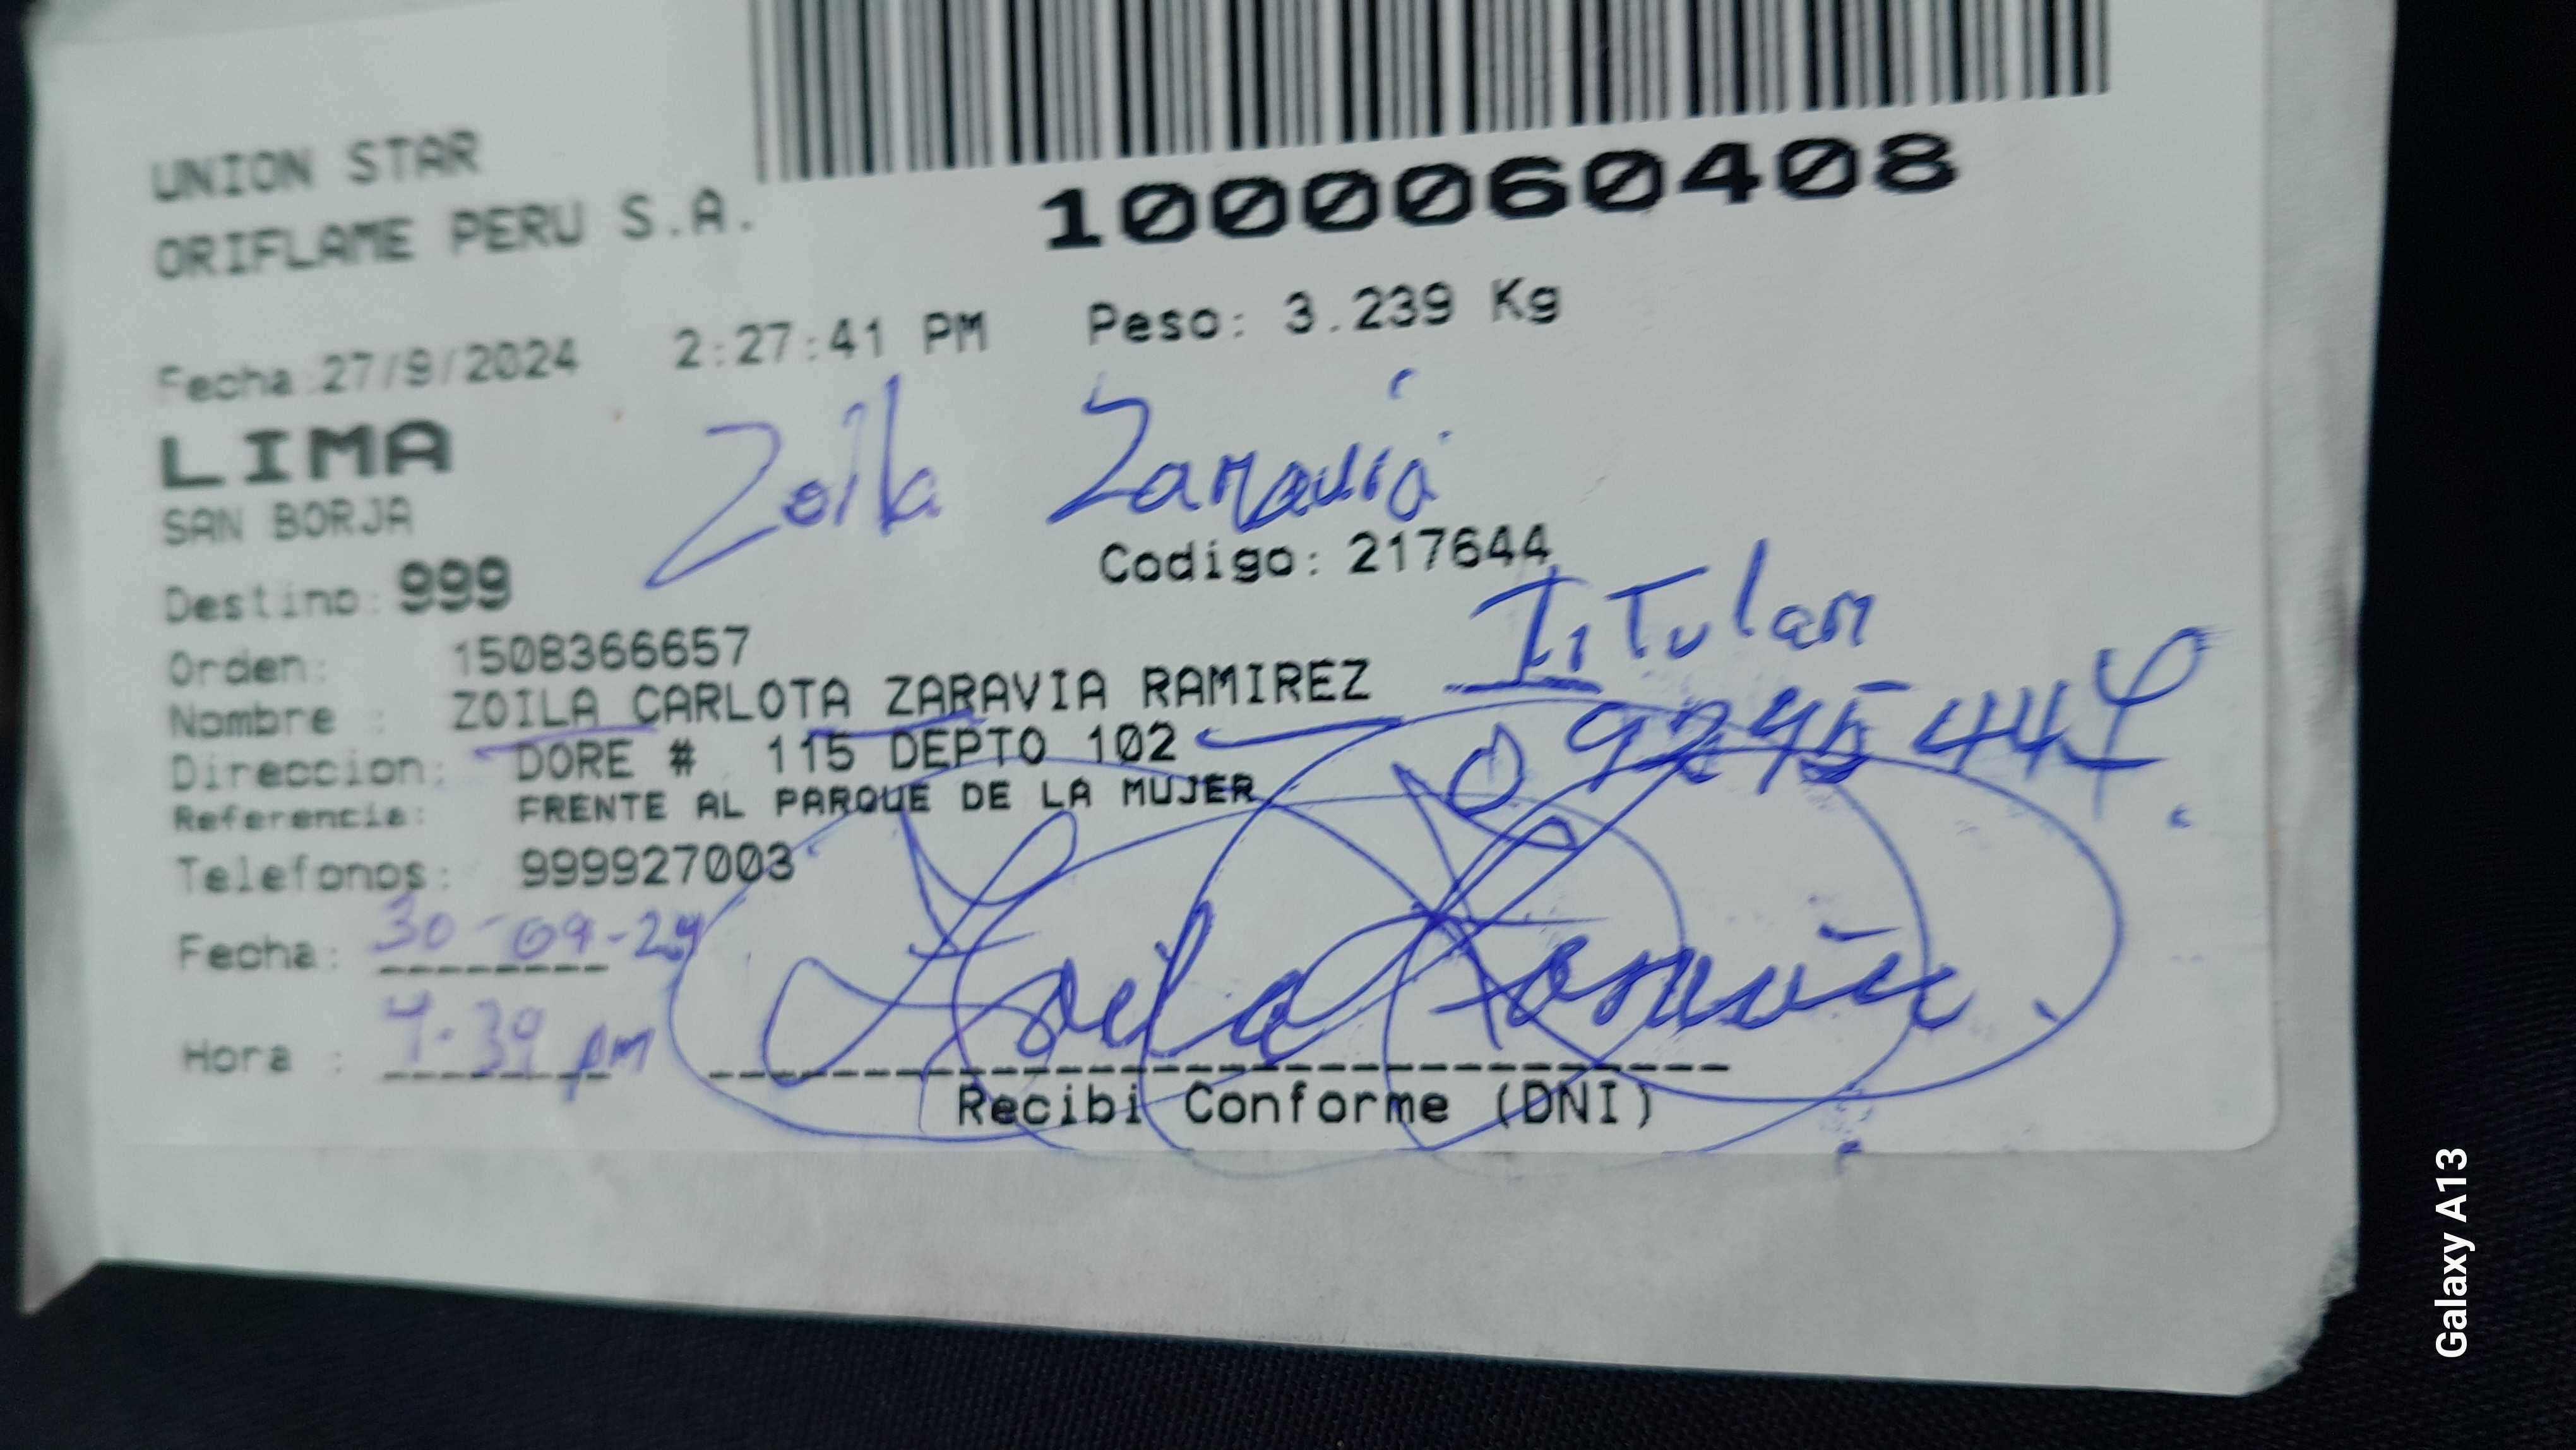 UNION STAR
ORIFLAME PERU S.A.
1000060408
Fecha:27/9/2024 2:27:41 PM Peso: 3.239 Kg
LIMA
Zoila Zaravia
SAN BORJA
Codigo: 217644
Destino: 999
Titular
Orden: 1508366657
Nombre : ZOILA CARLOTA ZARAVIA RAMIREZ
Direccion: DORE # 115 DEPTO 102
Referencia: FRENTE AL PARQUE DE LA MUJER
Telefonos: 999927003
Fecha: 30-09-24
Zoila Zaravia
Hora : 4.39 pm
Recibi Conforme (DNI)
Galaxy A13